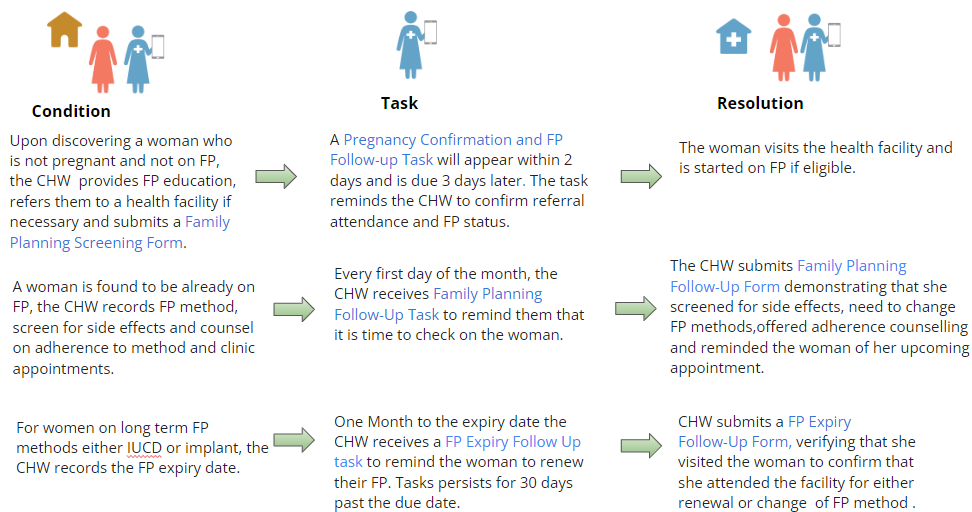 Condition
Task
Resolution
Upon discovering a woman who
is not pregnant and not on FP,
the CHW provides FP education,
refers them to a health facility if
necessary and submits a Family
Planning Screening Form.
A Pregnancy Confirmation and FP
Follow-up Task will appear within 2
days and is due 3 days later. The task
reminds the CHW to confirm referral
attendance and FP status.
The woman visits the health facility and
is started on FP if eligible.
A woman is found to be already on
FP, the CHW records FP method,
screen for side effects and counsel
on adherence to method and clinic
appointments.
Every first day of the month, the
CHW receives Family Planning
Follow-Up Task to remind them that
it is time to check on the woman.
The CHW submits Family Planning
Follow-Up Form demonstrating that she
screened for side effects, need to change
FP methods,offered adherence counselling
and reminded the woman of her upcoming
appointment.
For women on long term FP
methods either IUCD or implant, the
CHW records the FP expiry date.
One Month to the expiry date the
CHW receives a FP Expiry Follow Up
task to remind the woman to renew
their FP. Tasks persists for 30 days
past the due date.
CHW submits a FP Expiry
Follow-Up Form, verifying that she
visited the woman to confirm that
she attended the facility for either
renewal or change of FP method .